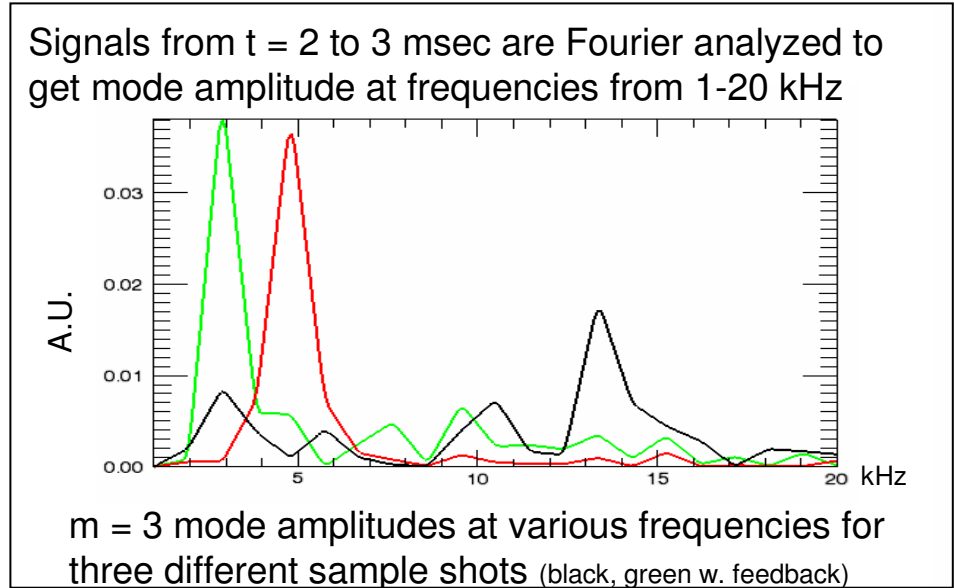 Signals from t = 2 to 3 msec are Fourier analyzed to
get mode amplitude at frequencies from 1-20 kHz
0.03
0.02
0.01
0.00
A.U.
5 10 15 20 kHz
m = 3 mode amplitudes at various frequencies for
three different sample shots (black, green w. feedback)